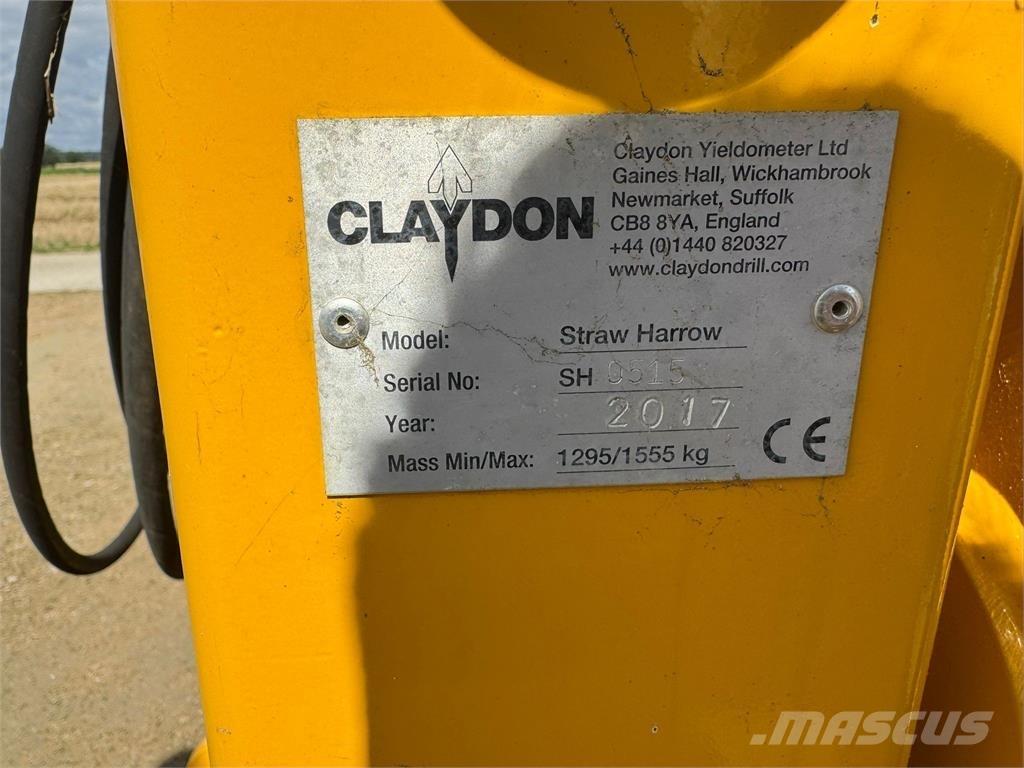 CLAYDON
Claydon Yieldometer Ltd
Gaines Hall, Wickhambrook
Newmarket, Suffolk
CB8 8YA, England
+44 (0)1440 820327
www.claydondrill.com
Model: Straw Harrow
Serial No: SH 0515
Year: 2017
Mass Min/Max: 1295/1555 kg
CE
MASCUS